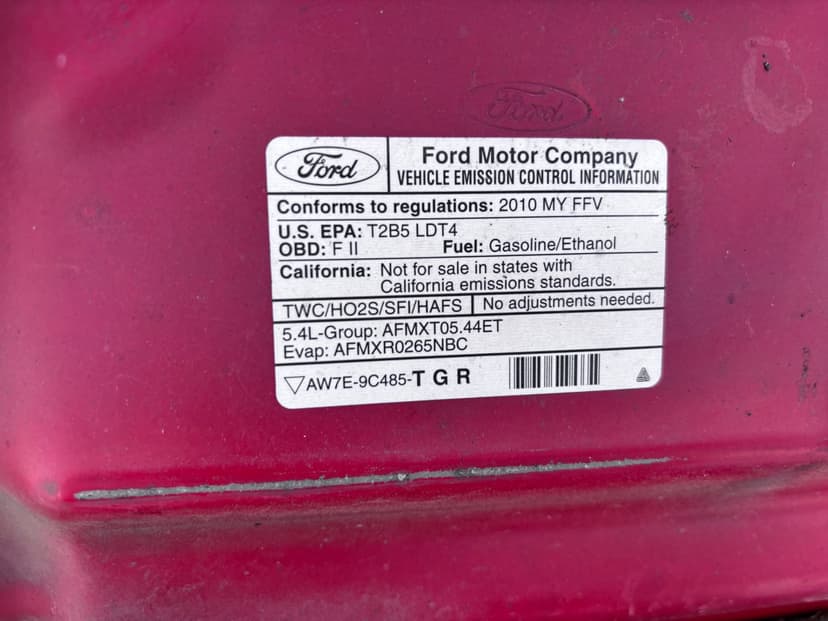 Ford
Ford
Ford Motor Company
VEHICLE EMISSION CONTROL INFORMATION
Conforms to regulations: 2010 MY FFV
U.S. EPA: T2B5 LDT4
OBD: F II Fuel: Gasoline/Ethanol
California: Not for sale in states with
California emissions standards.
TWC/HO2S/SFI/HAFS No adjustments needed.
5.4L-Group: AFMXT05.44ET
Evap: AFMXR0265NBC
AW7E-9C485-T G R